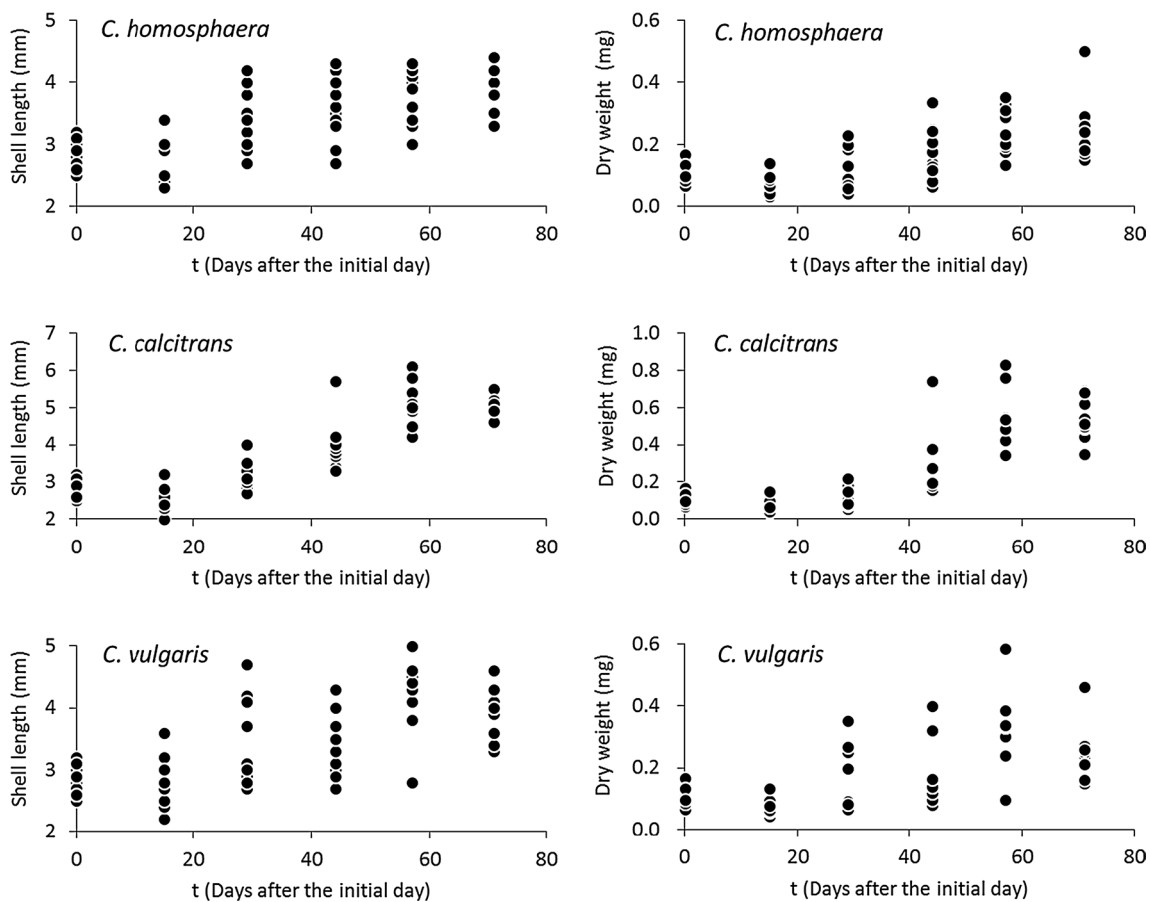 C. homosphaera
Shell length (mm)
5
4
3
2
0 20 40 60 80
t (Days after the initial day)
C. homosphaera
Dry weight (mg)
0.6
0.4
0.2
0.0
0 20 40 60 80
t (Days after the initial day)
C. calcitrans
Shell length (mm)
7
6
5
4
3
2
0 20 40 60 80
t (Days after the initial day)
C. calcitrans
Dry weight (mg)
1.0
0.8
0.6
0.4
0.2
0.0
0 20 40 60 80
t (Days after the initial day)
C. vulgaris
Shell length (mm)
5
4
3
2
0 20 40 60 80
t (Days after the initial day)
C. vulgaris
Dry weight (mg)
0.6
0.4
0.2
0.0
0 20 40 60 80
t (Days after the initial day)